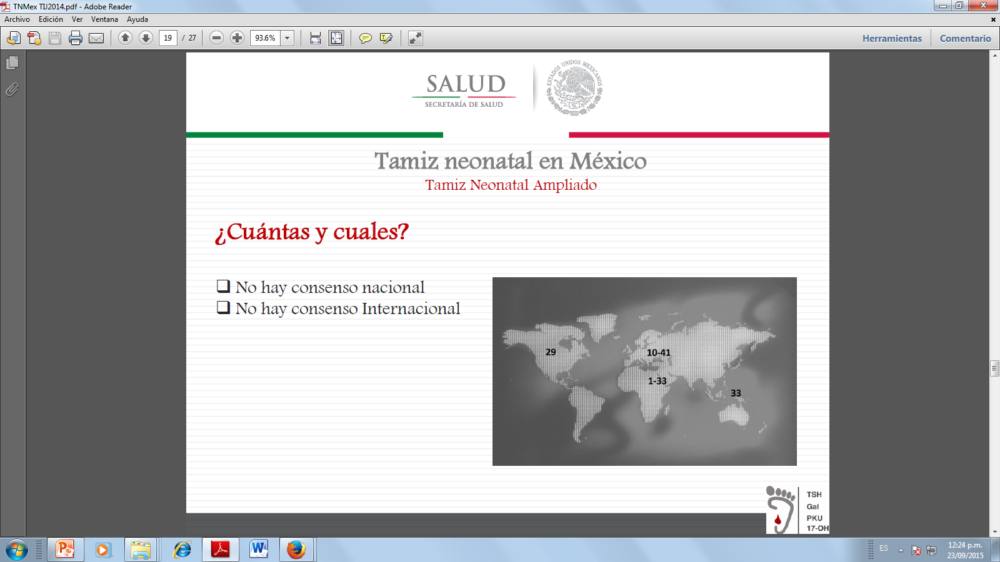 TNMex TIJ2014.pdf - Adobe Reader
Archivo Edición Ver Ventana Ayuda
19 / 27 93.6% Herramientas Comentario
SALUD
SECRETARÍA DE SALUD
ESTADOS UNIDOS MEXICANOS
Tamiz neonatal en México
Tamiz Neonatal Ampliado
¿Cuántas y cuales?
No hay consenso nacional
No hay consenso Internacional
29
10-41
1-33
33
TSH
Gal
PKU
17-OH
ES
12:24 p.m.
23/09/2015